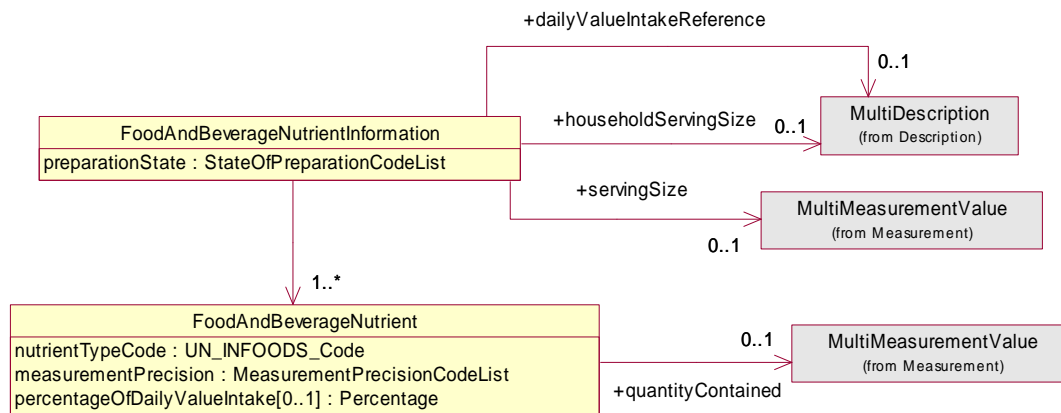 +dailyValueIntakeReference
0..1
FoodAndBeverageNutrientInformation
preparationState : StateOfPreparationCodeList
+householdServingSize
0..1
MultiDescription
(from Description)
+servingSize
0..1
MultiMeasurementValue
(from Measurement)
1..*
FoodAndBeverageNutrient
nutrientTypeCode : UN_INFOODS_Code
measurementPrecision : MeasurementPrecisionCodeList
percentageOfDailyValueIntake[0..1] : Percentage
0..1
+quantityContained
MultiMeasurementValue
(from Measurement)